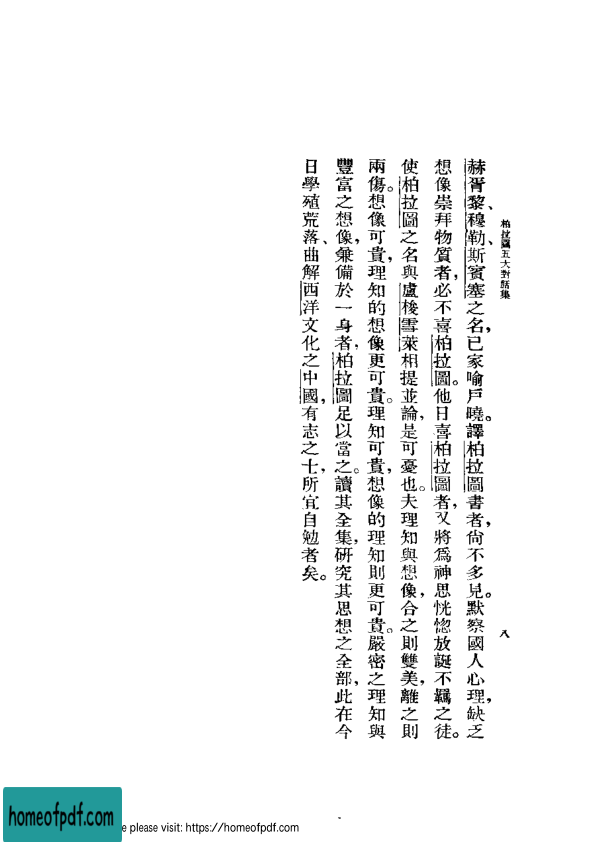 柏拉圖五大對話集
八
赫胥黎、穆勒、斯賓塞之名，已家喻戶曉。譯柏拉圖書者，尙不多見。默察國人心理，缺乏
想像崇拜物質者，必不喜柏拉圖。他日喜柏拉圖者，又將爲神思恍惚放誕不羈之徒。
使柏拉圖之名與盧梭雪萊相提並論，是可憂也。夫理知與想像，合之則雙美，離之則
兩傷。想像可貴，理知的想像更可貴。理知可貴，想像的理知則更可貴。嚴密之理知與
豐富之想像，兼備於一身者，柏拉圖足以當之。讀其全集，研究其思想之全部，此在今
日學殖荒落、曲解西洋文化之中國，有志之士，所宜自勉者矣。
homeofpdf.com
e please visit: https://homeofpdf.com